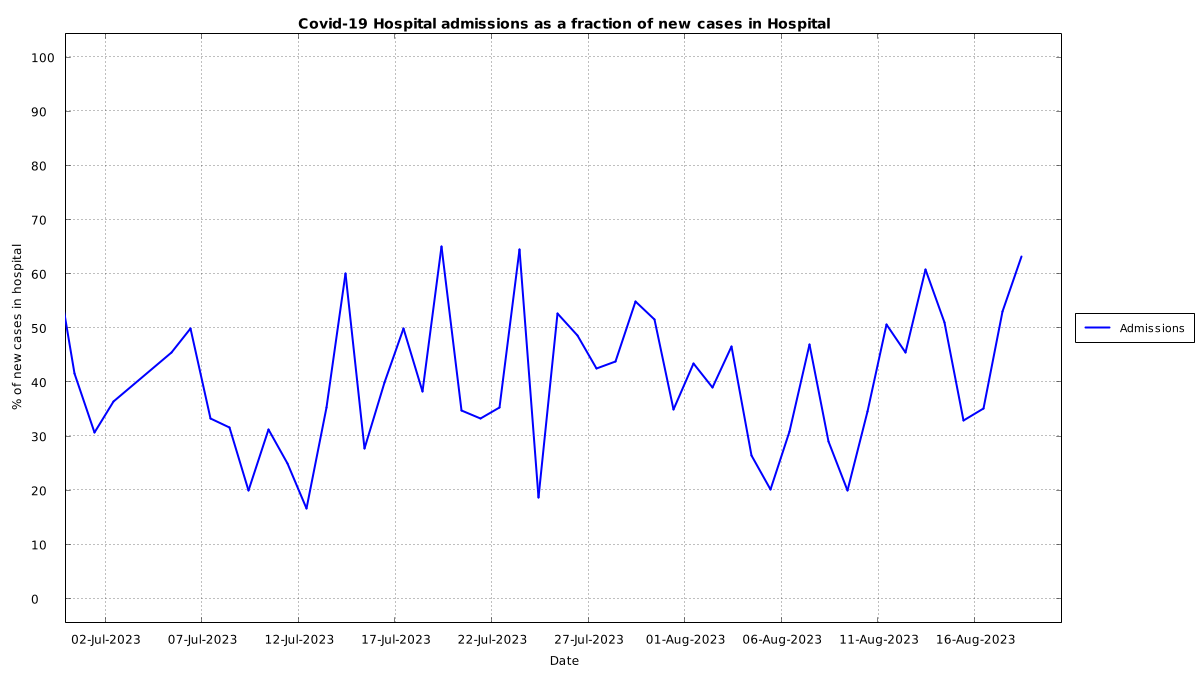 Covid-19 Hospital admissions as a fraction of new cases in Hospital
100
90
80
70
60
50
40
30
20
10
0
% of new cases in hospital
02-Jul-2023 07-Jul-2023 12-Jul-2023 17-Jul-2023 22-Jul-2023 27-Jul-2023 01-Aug-2023 06-Aug-2023 11-Aug-2023 16-Aug-2023
Date
Admissions